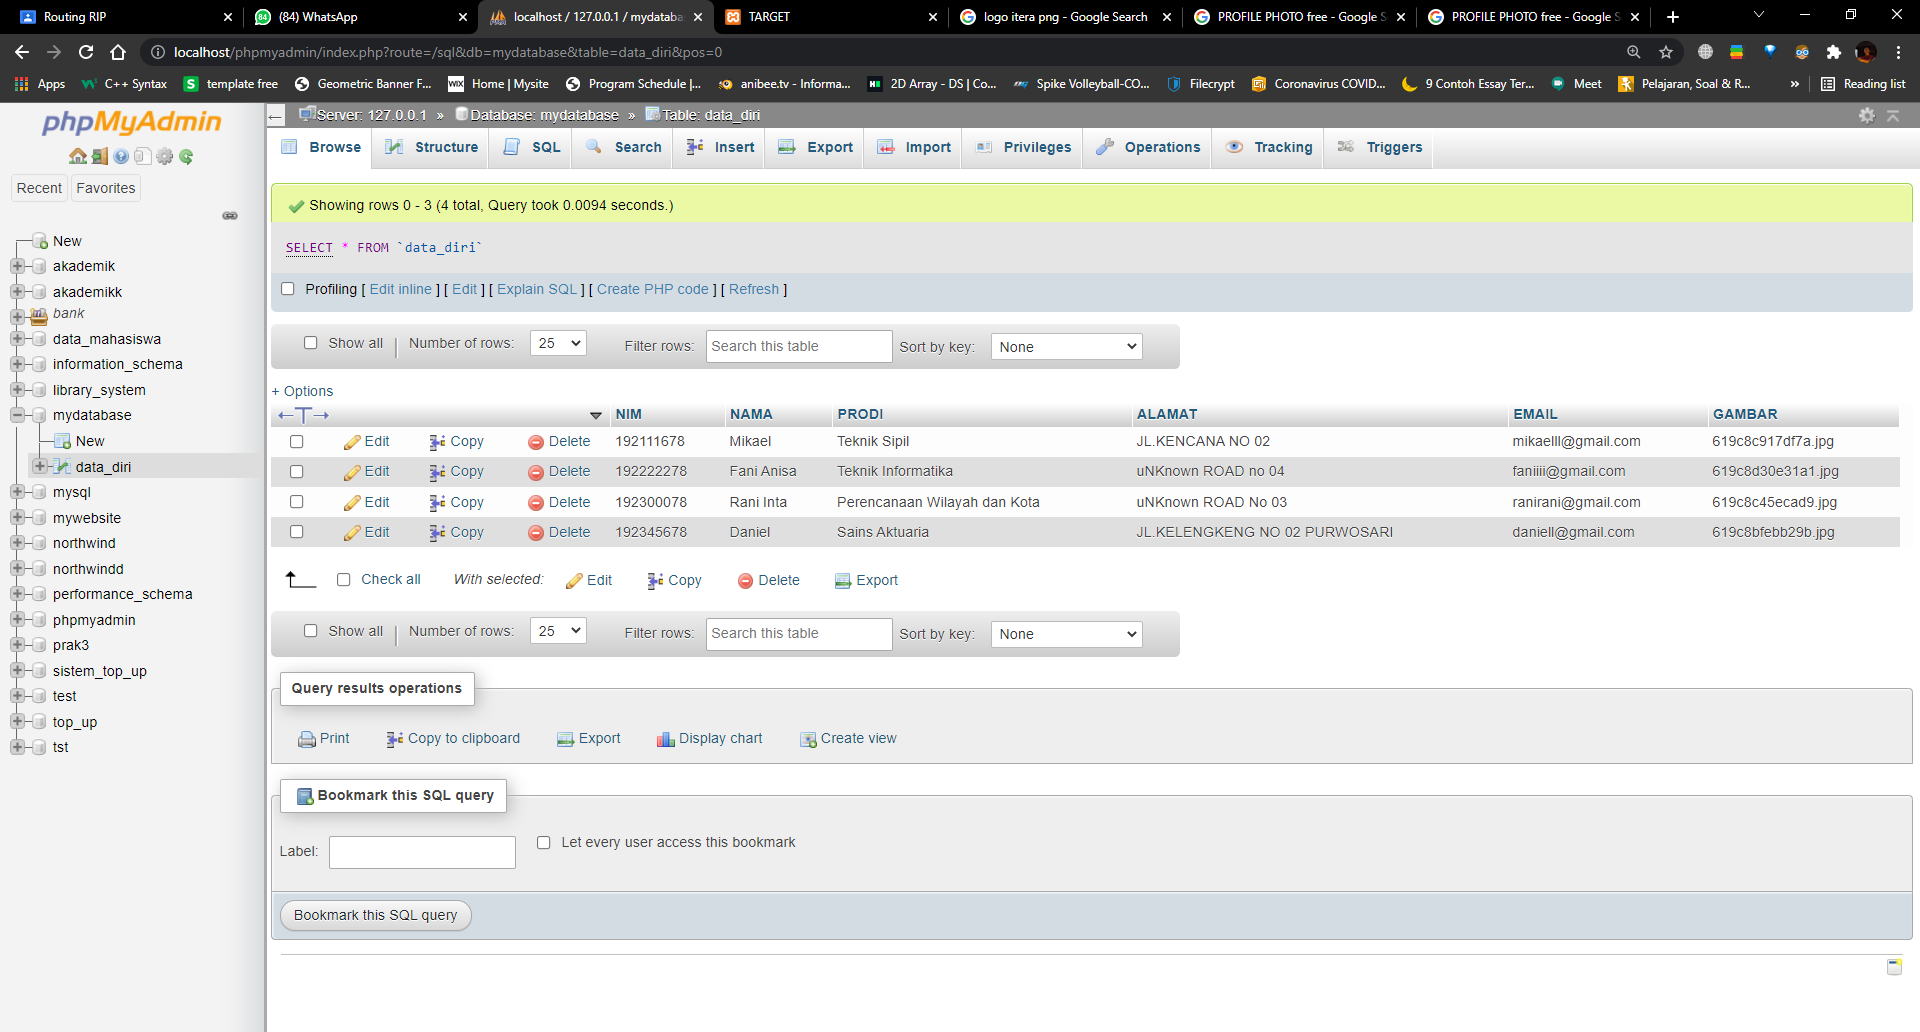 Routing RIP
(84) WhatsApp
localhost / 127.0.0.1 / mydataba
TARGET
logo itera png - Google Search
PROFILE PHOTO free - Google S
PROFILE PHOTO free - Google S
localhost/phpmyadmin/index.php?route=/sql&db=mydatabase&table=data_diri&pos=0
Apps
C++ Syntax
template free
Geometric Banner F...
Home | Mysite
Program Schedule |...
anibee.tv - Informa...
2D Array - DS | Co...
Spike Volleyball-CO...
Filecrypt
Coronavirus COVID...
9 Contoh Essay Ter...
Meet
Pelajaran, Soal & R...
»
Reading list
phpMyAdmin
Recent
Favorites
New
akademik
akademikk
bank
data_mahasiswa
information_schema
library_system
mydatabase
New
data_diri
mysql
mywebsite
northwind
northwindd
performance_schema
phpmyadmin
prak3
sistem_top_up
test
top_up
tst
Server: 127.0.0.1 » Database: mydatabase » Table: data_diri
Browse
Structure
SQL
Search
Insert
Export
Import
Privileges
Operations
Tracking
Triggers
Showing rows 0 - 3 (4 total, Query took 0.0094 seconds.)
SELECT * FROM `data_diri`
Profiling [ Edit inline ] [ Edit ] [ Explain SQL ] [ Create PHP code ] [ Refresh ]
Show all | Number of rows: 25 Filter rows: Search this table Sort by key: None
+ Options
NIM NAMA PRODI ALAMAT EMAIL GAMBAR
Edit Copy Delete 192111678 Mikael Teknik Sipil JL.KENCANA NO 02 mikaelll@gmail.com 619c8c917df7a.jpg
Edit Copy Delete 192222278 Fani Anisa Teknik Informatika uNKnown ROAD no 04 faniiii@gmail.com 619c8d30e31a1.jpg
Edit Copy Delete 192300078 Rani Inta Perencanaan Wilayah dan Kota uNKnown ROAD No 03 ranirani@gmail.com 619c8c45ecad9.jpg
Edit Copy Delete 192345678 Daniel Sains Aktuaria JL.KELENGKENG NO 02 PURWOSARI daniell@gmail.com 619c8bfebb29b.jpg
Check all With selected: Edit Copy Delete Export
Show all | Number of rows: 25 Filter rows: Search this table Sort by key: None
Query results operations
Print Copy to clipboard Export Display chart Create view
Bookmark this SQL query
Label:
Let every user access this bookmark
Bookmark this SQL query